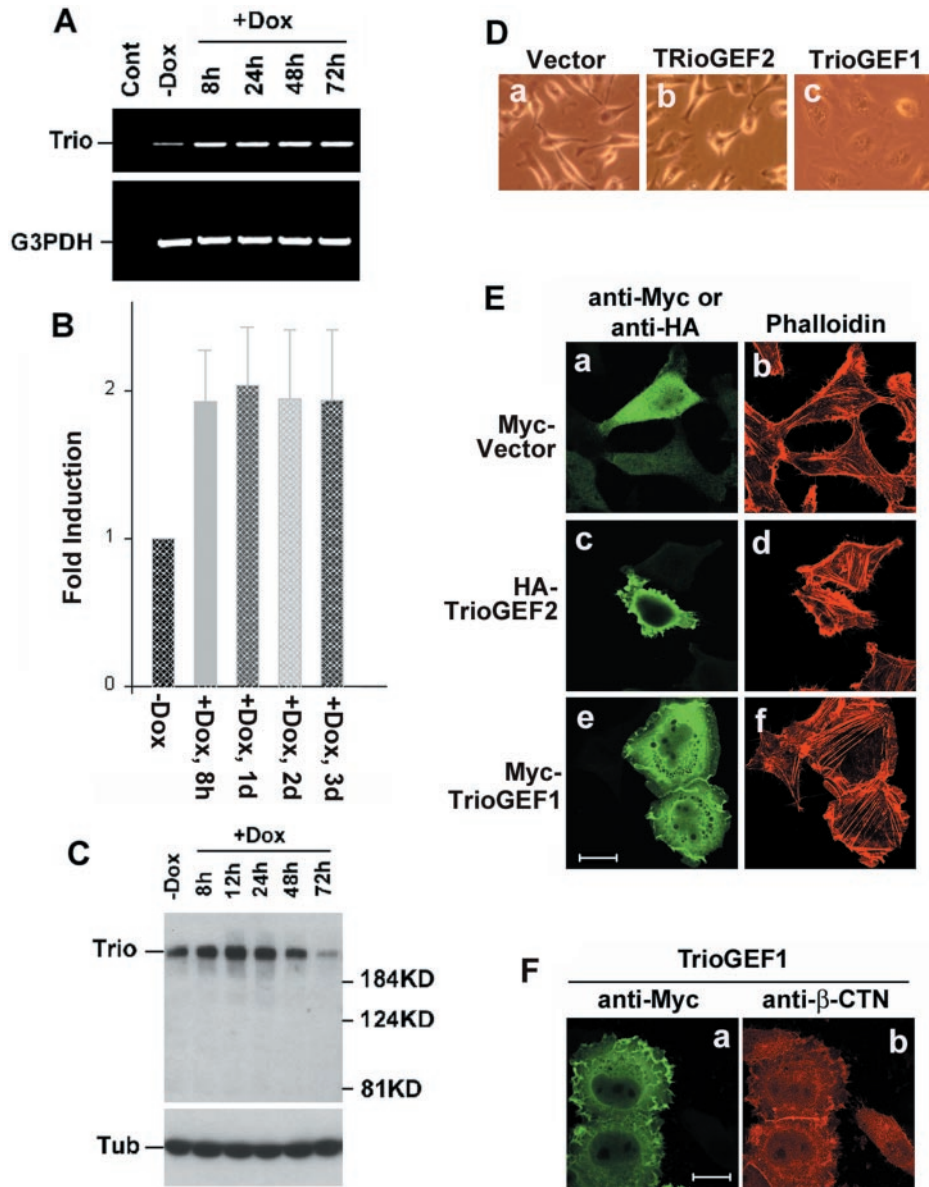 A
+Dox
Cont
-Dox
8h
24h
48h
72h
Trio
G3PDH
B
Fold Induction
2
1
0
-Dox
+Dox, 8h
+Dox, 1d
+Dox, 2d
+Dox, 3d
C
+Dox
-Dox
8h
12h
24h
48h
72h
Trio
184KD
124KD
81KD
Tub
D
Vector
TRioGEF2
TrioGEF1
a
b
c
E
anti-Myc or
anti-HA
Phalloidin
a
b
Myc-
Vector
c
d
HA-
TrioGEF2
e
f
Myc-
TrioGEF1
F
TrioGEF1
anti-Myc
anti-β-CTN
a
b